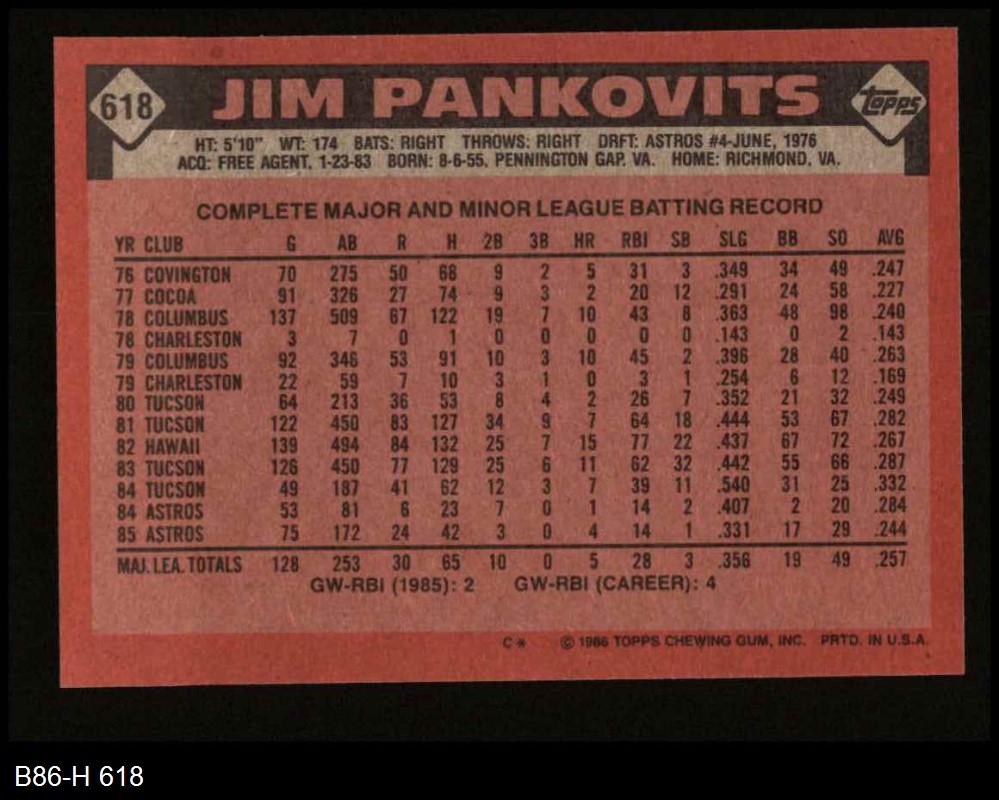 618 JIM PANKOVITS TOPPS
HT: 5'10" WT: 174 BATS: RIGHT THROWS: RIGHT DRFT: ASTROS #4-JUNE, 1976
ACQ: FREE AGENT, 1-23-83 BORN: 8-6-55, PENNINGTON GAP, VA. HOME: RICHMOND, VA.
COMPLETE MAJOR AND MINOR LEAGUE BATTING RECORD
YR CLUB G AB R H 2B 3B HR RBI SB SLG BB SO AVG
76 COVINGTON 70 275 50 68 9 2 5 31 3 .349 34 49 .247
77 COCOA 91 326 27 74 9 3 2 20 12 .291 24 58 .227
78 COLUMBUS 137 509 67 122 19 7 10 43 8 .363 48 98 .240
78 CHARLESTON 3 7 0 1 0 0 0 0 0 .143 0 2 .143
79 COLUMBUS 92 346 53 91 10 3 10 45 2 .396 28 40 .263
79 CHARLESTON 22 59 7 10 3 1 0 3 1 .254 6 12 .169
80 TUCSON 64 213 36 53 8 4 2 26 7 .352 21 32 .249
81 TUCSON 122 450 83 127 34 9 7 64 18 .444 53 67 .282
82 HAWAII 139 494 84 132 25 7 15 77 22 .437 67 72 .267
83 TUCSON 126 450 77 129 25 6 11 62 32 .442 55 66 .287
84 TUCSON 49 187 41 62 12 3 7 39 11 .540 31 25 .332
84 ASTROS 53 81 6 23 7 0 1 14 2 .407 2 20 .284
85 ASTROS 75 172 24 42 3 0 4 14 1 .331 17 29 .244
MAJ. LEA. TOTALS 128 253 30 65 10 0 5 28 3 .356 19 49 .257
GW-RBI (1985): 2 GW-RBI (CAREER): 4
C* © 1986 TOPPS CHEWING GUM, INC. PRTD. IN U.S.A.
B86-H 618